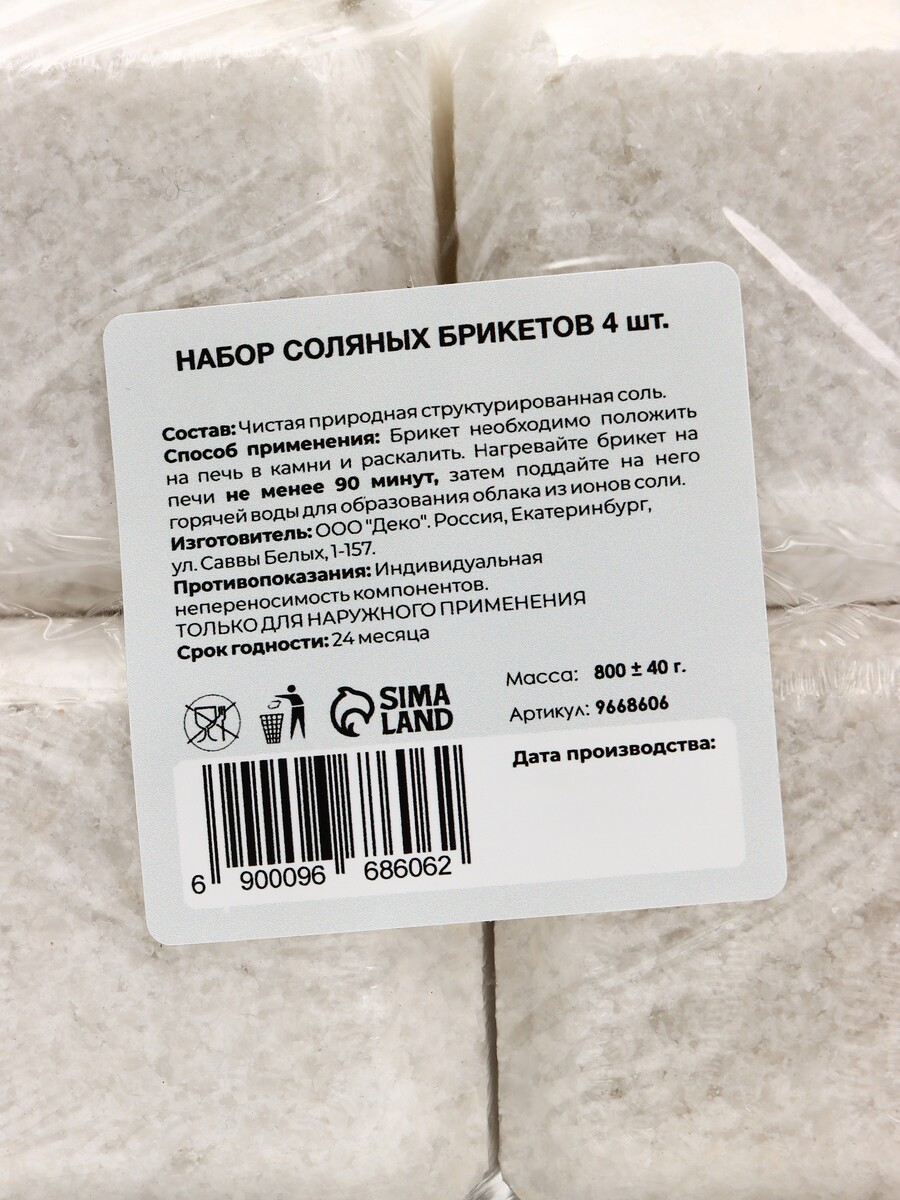 НАБОР СОЛЯНЫХ БРИКЕТОВ 4 шт.
Состав: Чистая природная структурированная соль.
Способ применения: Брикет необходимо положить
на печь в камни и раскалить. Нагревайте брикет на
печи не менее 90 минут, затем поддайте на него
горячей воды для образования облака из ионов соли.
Изготовитель: ООО "Деко". Россия, Екатеринбург,
ул. Саввы Белых, 1-157.
Противопоказания: Индивидуальная
непереносимость компонентов.
ТОЛЬКО ДЛЯ НАРУЖНОГО ПРИМЕНЕНИЯ
Срок годности: 24 месяца
SIMA
LAND
Масса: 800 ± 40 г.
Артикул: 9668606
Дата производства:
6 900096 686062